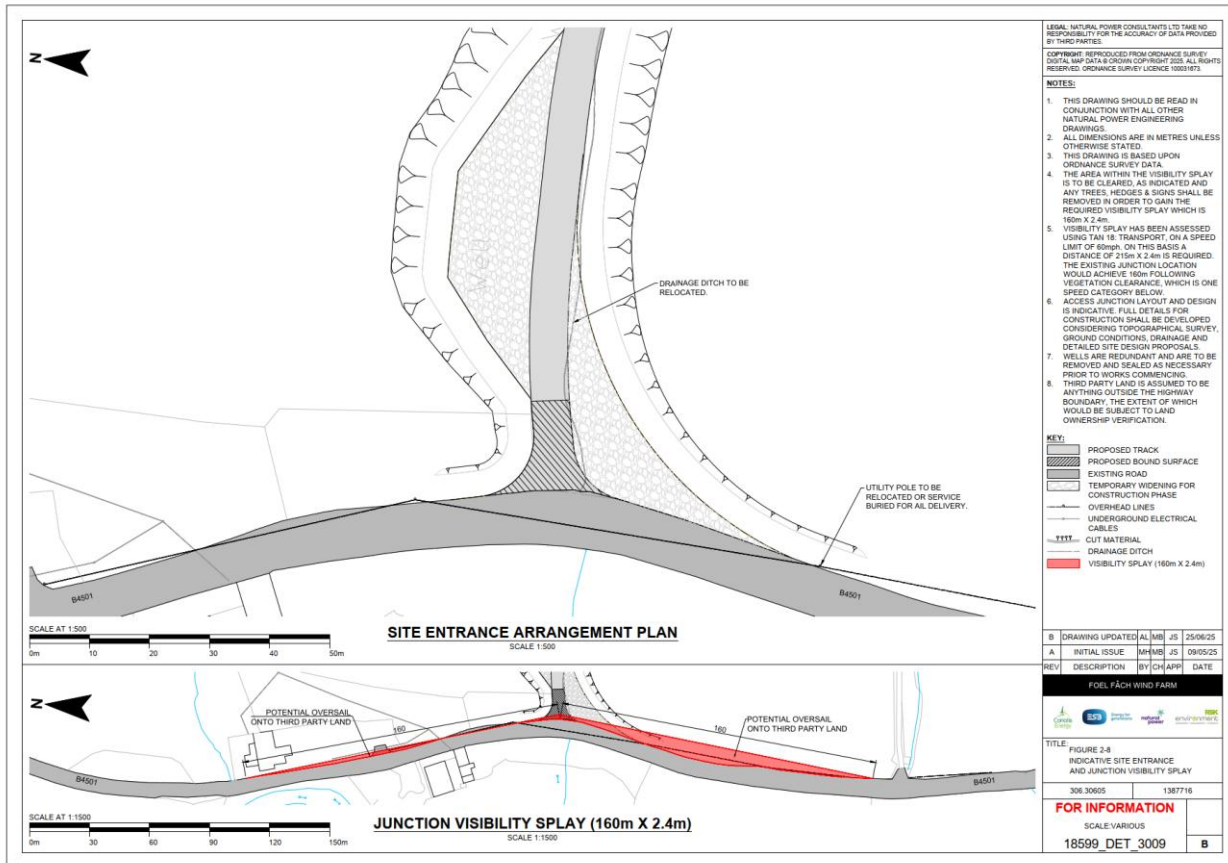 N
DRAINAGE DITCH TO BE
RELOCATED.
UTILITY POLE TO BE
RELOCATED OR SERVICE
BURIED FOR AIL DELIVERY.
Well
B4501
B4501
SCALE AT 1:500
0m 10 20 30 40 50m
SITE ENTRANCE ARRANGEMENT PLAN
SCALE 1:500
N
POTENTIAL OVERSAIL
ONTO THIRD PARTY LAND
160
160
POTENTIAL OVERSAIL
ONTO THIRD PARTY LAND
B4501
SCALE AT 1:1500
0m 30 60 90 120 150m
JUNCTION VISIBILITY SPLAY (160m X 2.4m)
SCALE 1:1500
LEGAL: NATURAL POWER CONSULTANTS LTD TAKE NO
RESPONSIBILITY FOR THE ACCURACY OF DATA PROVIDED
BY THIRD PARTIES.
COPYRIGHT: REPRODUCED FROM ORDNANCE SURVEY
DIGITAL MAP DATA © CROWN COPYRIGHT 2025. ALL RIGHTS
RESERVED. ORDNANCE SURVEY LICENCE 100031673.
NOTES:
1. THIS DRAWING SHOULD BE READ IN
CONJUNCTION WITH ALL OTHER
NATURAL POWER ENGINEERING
DRAWINGS.
2. ALL DIMENSIONS ARE IN METRES UNLESS
OTHERWISE STATED.
3. THIS DRAWING IS BASED UPON
ORDNANCE SURVEY DATA.
4. THE AREA WITHIN THE VISIBILITY SPLAY
IS TO BE CLEARED, AS INDICATED AND
ANY TREES, HEDGES & SIGNS SHALL BE
REMOVED IN ORDER TO GAIN THE
REQUIRED VISIBILITY SPLAY WHICH IS
160m X 2.4m.
5. VISIBILITY SPLAY HAS BEEN ASSESSED
USING TAN 18: TRANSPORT, ON A SPEED
LIMIT OF 60mph. ON THIS BASIS A
DISTANCE OF 215m X 2.4m IS REQUIRED.
THE EXISTING JUNCTION LOCATION
WOULD ACHIEVE 160m FOLLOWING
VEGETATION CLEARANCE, WHICH IS ONE
SPEED CATEGORY BELOW.
6. ACCESS JUNCTION LAYOUT AND DESIGN
IS INDICATIVE. FULL DETAILS FOR
CONSTRUCTION SHALL BE DEVELOPED
CONSIDERING TOPOGRAPHICAL SURVEY,
GROUND CONDITIONS, DRAINAGE AND
DETAILED SITE DESIGN PROPOSALS.
7. WELLS ARE REDUNDANT AND ARE TO BE
REMOVED AND SEALED AS NECESSARY
PRIOR TO WORKS COMMENCING.
8. THIRD PARTY LAND IS ASSUMED TO BE
ANYTHING OUTSIDE THE HIGHWAY
BOUNDARY, THE EXTENT OF WHICH
WOULD BE SUBJECT TO LAND
OWNERSHIP VERIFICATION.
KEY:
PROPOSED TRACK
PROPOSED BOUND SURFACE
EXISTING ROAD
TEMPORARY WIDENING FOR
CONSTRUCTION PHASE
OVERHEAD LINES
UNDERGROUND ELECTRICAL
CABLES
CUT MATERIAL
DRAINAGE DITCH
VISIBILITY SPLAY (160m X 2.4m)
B DRAWING UPDATED AL MB JS 25/06/25
A INITIAL ISSUE MH MB JS 09/05/25
REV DESCRIPTION BY CH APP DATE
FOEL FÂCH WIND FARM
natural power
RSK
environment
TITLE:
FIGURE 2-8
INDICATIVE SITE ENTRANCE
AND JUNCTION VISIBILITY SPLAY
306.30605 1387716
FOR INFORMATION
SCALE:VARIOUS
18599_DET_3009 B